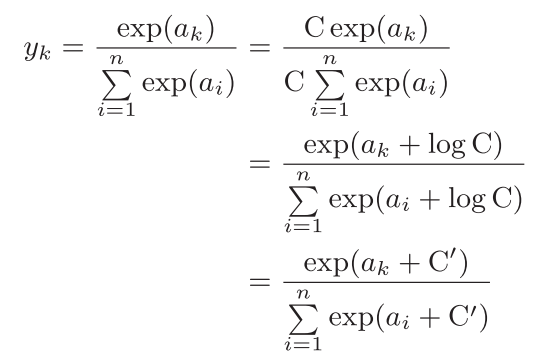 y_k = \frac{\exp(a_k)}{\sum_{i=1}^{n} \exp(a_i)} = \frac{C \exp(a_k)}{C \sum_{i=1}^{n} \exp(a_i)}
= \frac{\exp(a_k + \log C)}{\sum_{i=1}^{n} \exp(a_i + \log C)}
= \frac{\exp(a_k + C')}{\sum_{i=1}^{n} \exp(a_i + C')}